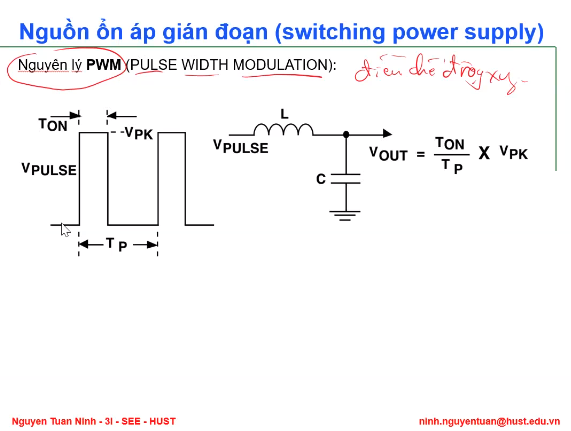 Nguồn ổn áp gián đoạn (switching power supply)
Nguyên lý PWM (PULSE WIDTH MODULATION):
điều chế độ rộng xung
TON
VPK
VPULSE
TP
L
VPULSE
C
VOUT = TON / TP X VPK
Nguyen Tuan Ninh - 3I - SEE - HUST
ninh.nguyentuan@hust.edu.vn